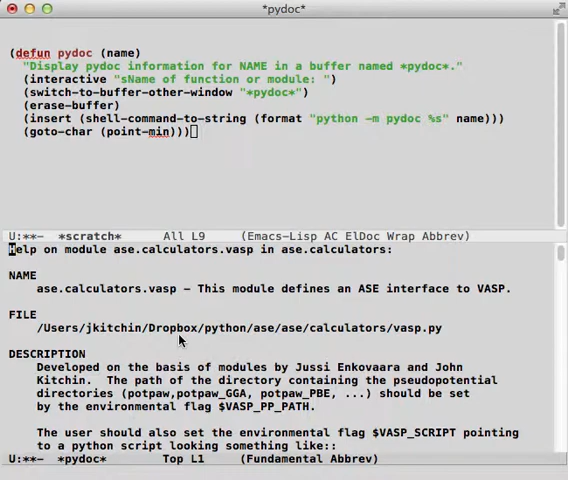 *pydoc*
(defun pydoc (name)
"Display pydoc information for NAME in a buffer named *pydoc*."
(interactive "sName of function or module: ")
(switch-to-buffer-other-window "*pydoc*")
(erase-buffer)
(insert (shell-command-to-string (format "python -m pydoc %s" name)))
(goto-char (point-min)))
U:**-  *scratch*      All L9     (Emacs-Lisp AC ElDoc Wrap Abbrev)
Help on module ase.calculators.vasp in ase.calculators:
NAME
ase.calculators.vasp - This module defines an ASE interface to VASP.
FILE
/Users/jkitchin/Dropbox/python/ase/ase/calculators/vasp.py
DESCRIPTION
Developed on the basis of modules by Jussi Enkovaara and John
Kitchin.  The path of the directory containing the pseudopotential
directories (potpaw,potpaw_GGA, potpaw_PBE, ...) should be set
by the environmental flag $VASP_PP_PATH.
The user should also set the environmental flag $VASP_SCRIPT pointing
to a python script looking something like::
U:**-  *pydoc*        Top L1     (Fundamental Abbrev)